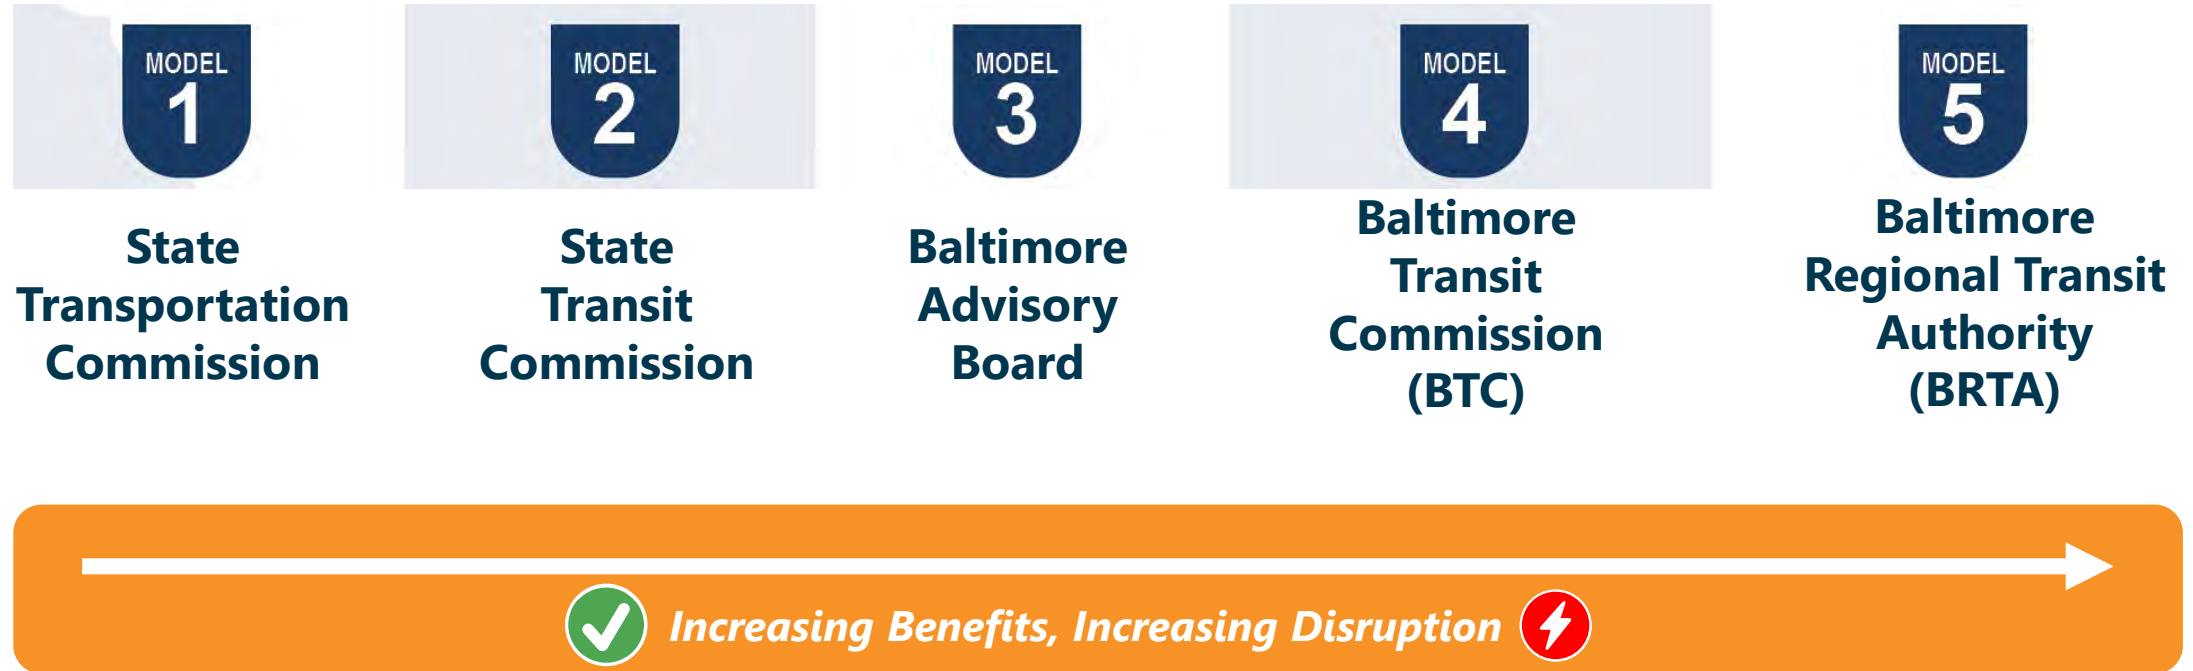 MODEL
1
State
Transportation
Commission
MODEL
2
State
Transit
Commission
MODEL
3
Baltimore
Advisory
Board
MODEL
4
Baltimore
Transit
Commission
(BTC)
MODEL
5
Baltimore
Regional Transit
Authority
(BRTA)
Increasing Benefits, Increasing Disruption